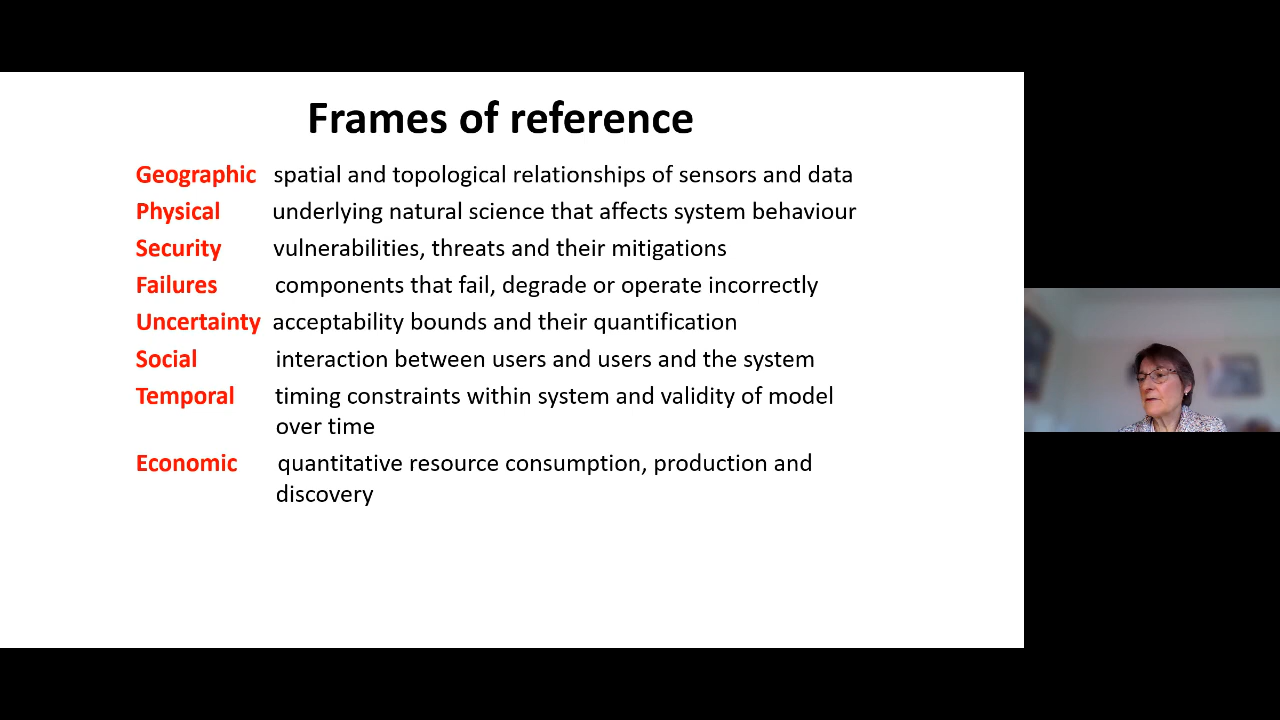 Frames of reference
Geographic spatial and topological relationships of sensors and data
Physical underlying natural science that affects system behaviour
Security vulnerabilities, threats and their mitigations
Failures components that fail, degrade or operate incorrectly
Uncertainty acceptability bounds and their quantification
Social interaction between users and users and the system
Temporal timing constraints within system and validity of model
over time
Economic quantitative resource consumption, production and
discovery